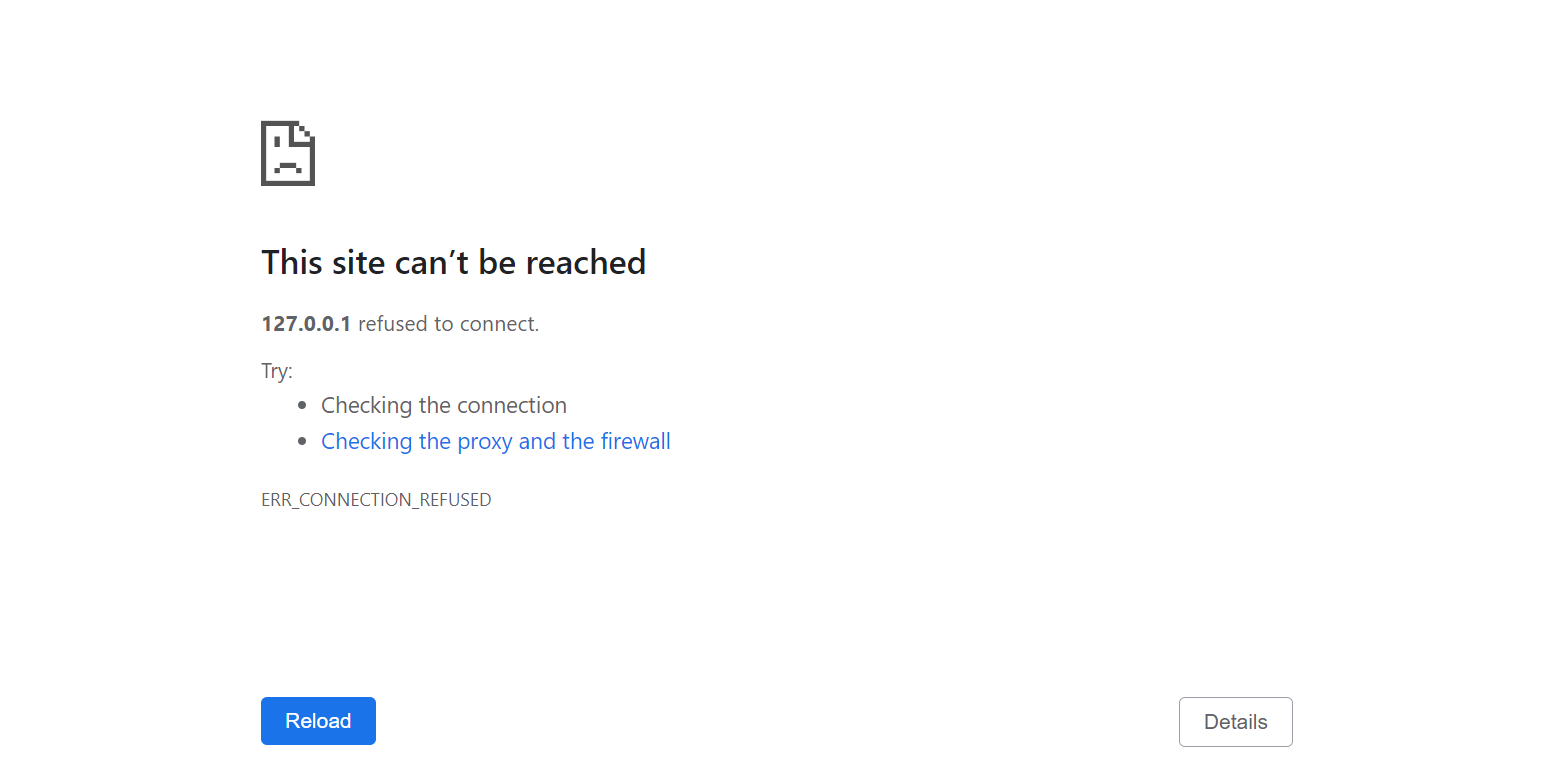 This site can’t be reached
127.0.0.1 refused to connect.
Try:
Checking the connection
Checking the proxy and the firewall
ERR_CONNECTION_REFUSED
Reload
Details